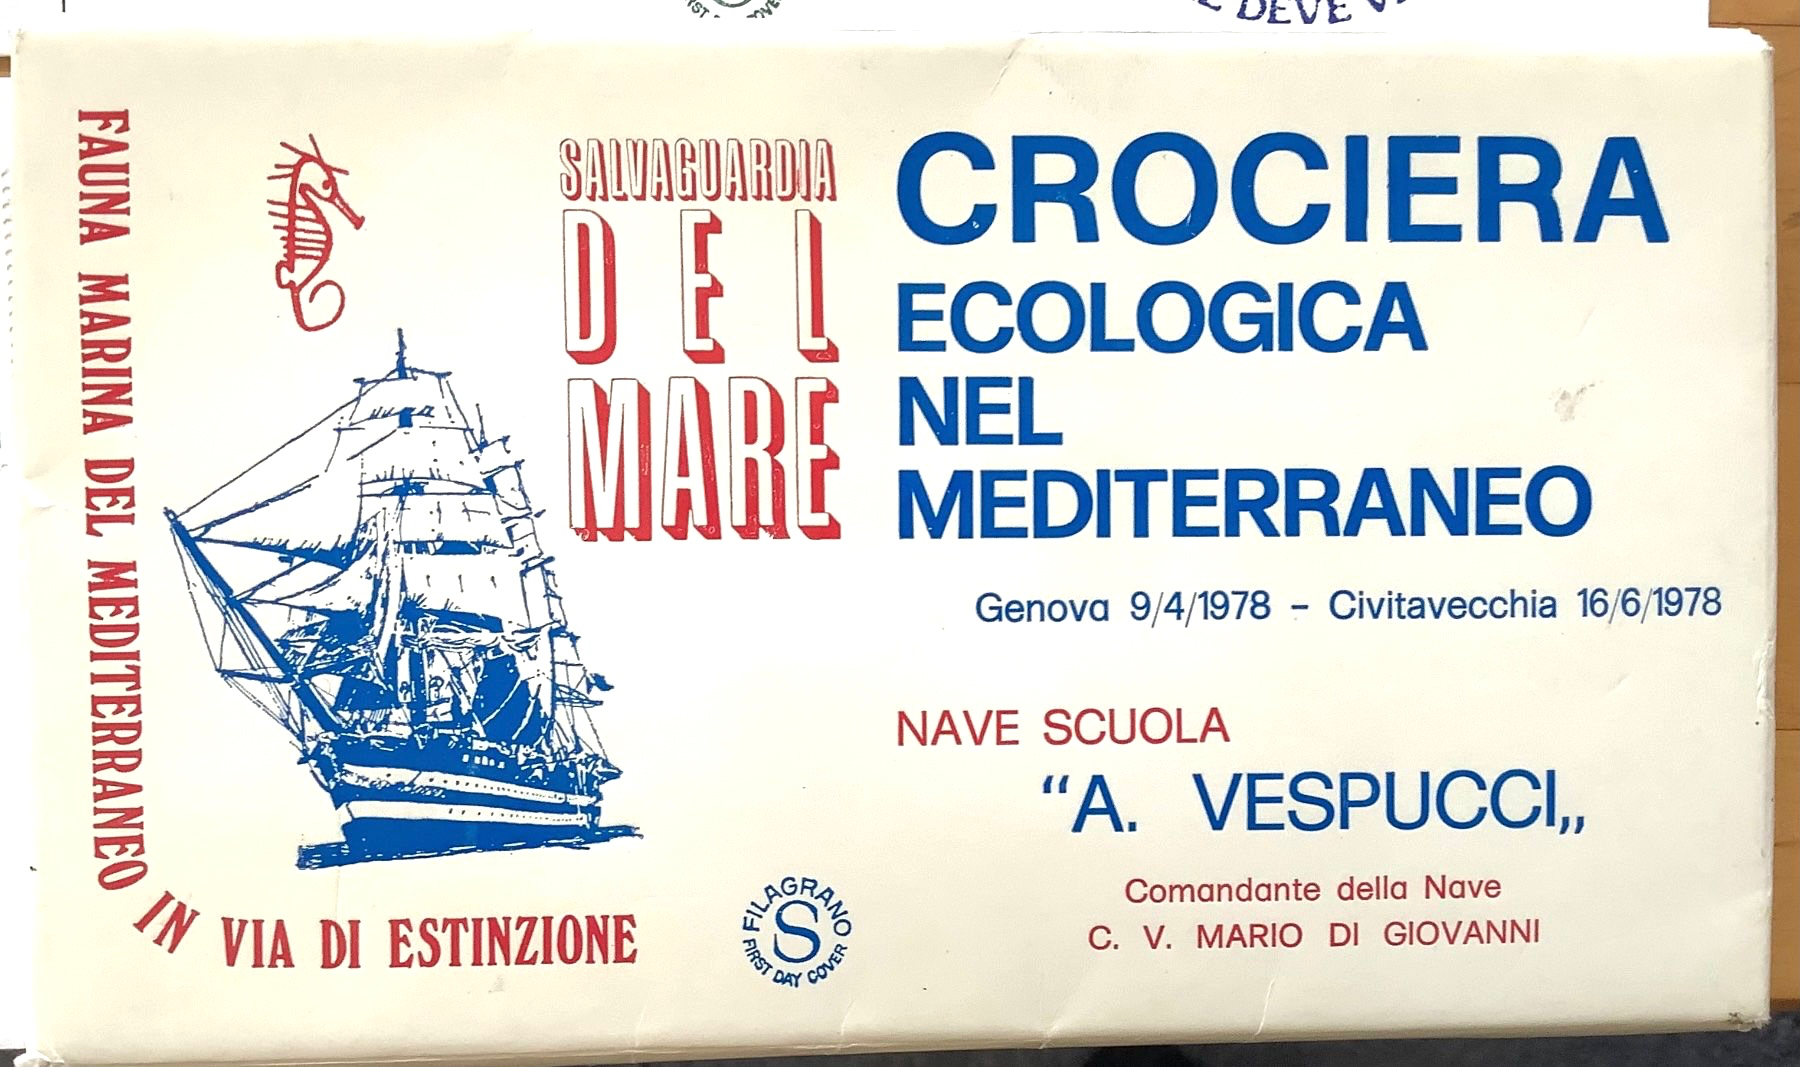 DEVE
FAUNA MARINA DEL MEDITERRANEO IN VIA DI ESTINZIONE
SALVAGUARDIA
DEL
MARE
CROCIERA
ECOLOGICA
NEL
MEDITERRANEO
Genova 9/4/1978 - Civitavecchia 16/6/1978
NAVE SCUOLA
“A. VESPUCCI„
Comandante della Nave
C. V. MARIO DI GIOVANNI
FILAGRANO
S
FIRST DAY COVER